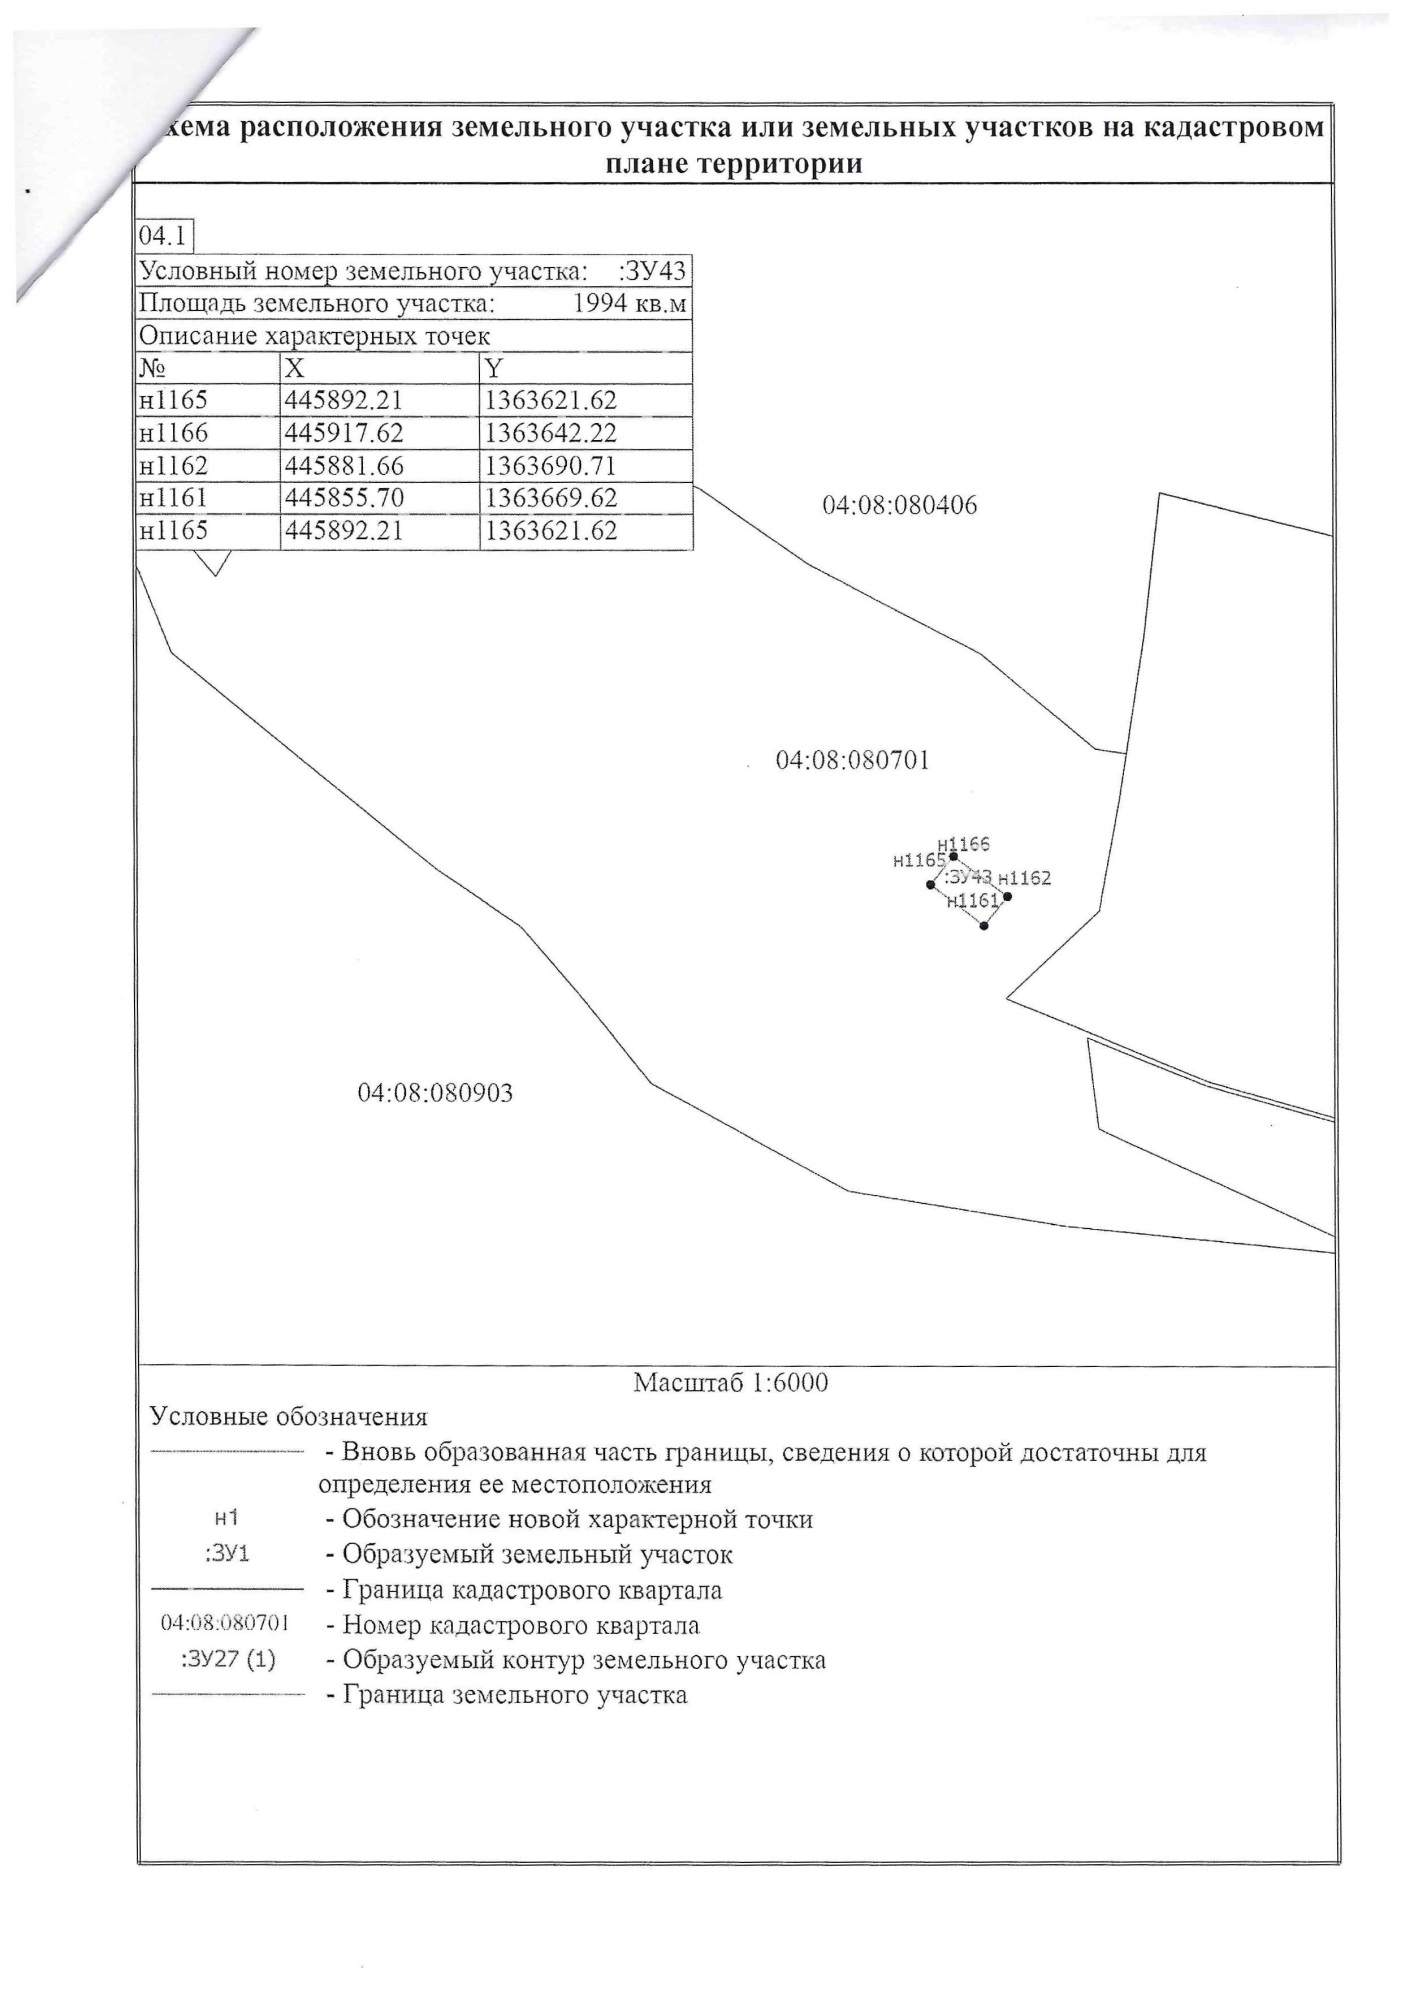 хема расположения земельного участка или земельных участков на кадастровом
плане территории
04.1
Условный номер земельного участка: :ЗУ43
Площадь земельного участка: 1994 кв.м
Описание характерных точек
№ X Y
н1165 445892.21 1363621.62
н1166 445917.62 1363642.22
н1162 445881.66 1363690.71
н1161 445855.70 1363669.62
н1165 445892.21 1363621.62
04:08:080406
04:08:080701
н1166
н1165
:ЗУ43 н1162
н1161
04:08:080903
Масштаб 1:6000
Условные обозначения
- Вновь образованная часть границы, сведения о которой достаточны для
определения ее местоположения
н1 - Обозначение новой характерной точки
:ЗУ1 - Образуемый земельный участок
- Граница кадастрового квартала
04:08:080701 - Номер кадастрового квартала
:ЗУ27 (1) - Образуемый контур земельного участка
- Граница земельного участка